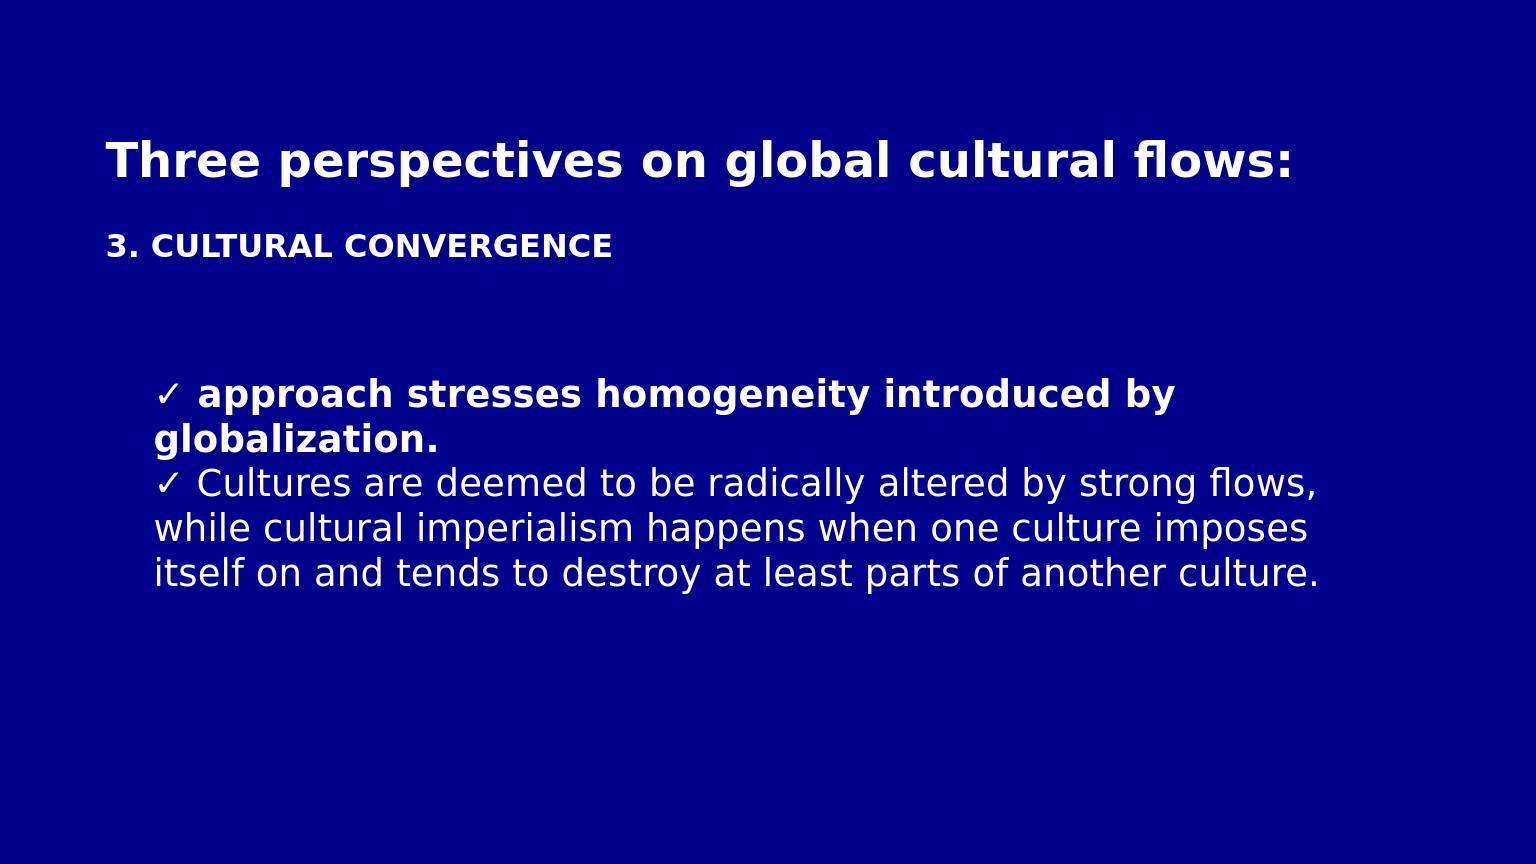 Three perspectives on global cultural flows:
3. CULTURAL CONVERGENCE
✓ approach stresses homogeneity introduced by
globalization.
✓ Cultures are deemed to be radically altered by strong flows,
while cultural imperialism happens when one culture imposes
itself on and tends to destroy at least parts of another culture.